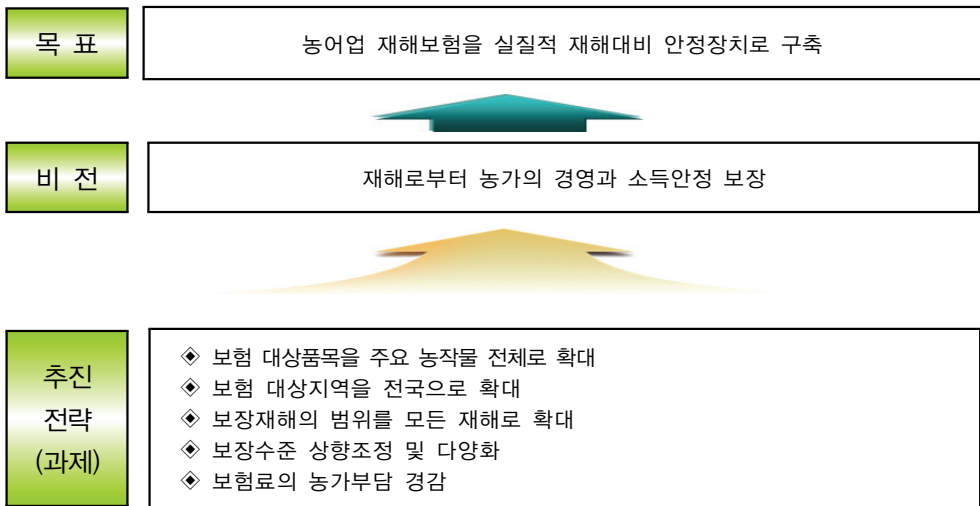 목 표
농어업 재해보험을 실질적 재해대비 안정장치로 구축
비 전
재해로부터 농가의 경영과 소득안정 보장
추진
전략
(과제)
◈ 보험 대상품목을 주요 농작물 전체로 확대
◈ 보험 대상지역을 전국으로 확대
◈ 보장재해의 범위를 모든 재해로 확대
◈ 보장수준 상향조정 및 다양화
◈ 보험료의 농가부담 경감